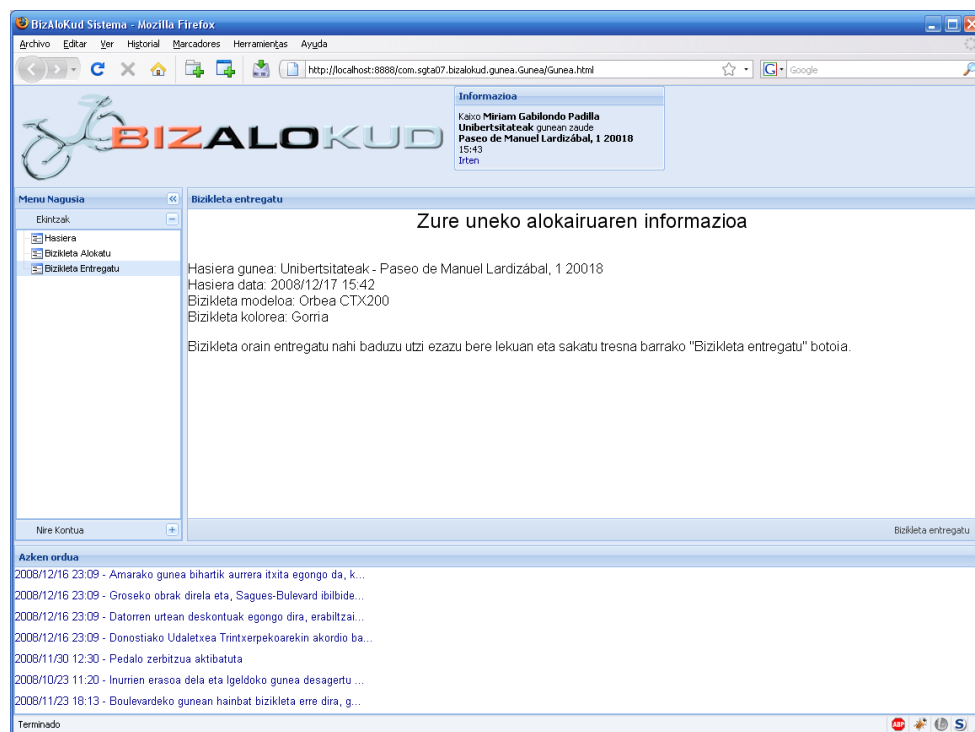 BizAloKud Sistema - Mozilla Firefox
Archivo Editar Ver Historial Marcadores Herramientas Ayuda
http://localhost:8888/com.sgta07.bizalokud.gunea.Gunea/Gunea.html
G Google
BIZALOKUD
Informazioa
Kaixo Miriam Gabilondo Padilla
Unibertsitateak gunean zaude
Paseo de Manuel Lardizábal, 1 20018
15:43
Irten
Menu Nagusia
Ekintzak
Hasiera
Bizikleta Alokatu
Bizikleta Entregatu
Nire Kontua
Bizikleta entregatu
Zure uneko alokairuaren informazioa
Hasiera gunea: Unibertsitateak - Paseo de Manuel Lardizábal, 1 20018
Hasiera data: 2008/12/17 15:42
Bizikleta modeloa: Orbea CTX200
Bizikleta kolorea: Gorria
Bizikleta orain entregatu nahi baduzu utzi ezazu bere lekuan eta sakatu tresna barrako "Bizikleta entregatu" botoia.
Bizikleta entregatu
Azken ordua
2008/12/16 23:09 - Amarako gunea bihartik aurrera itxita egongo da, k...
2008/12/16 23:09 - Groseko obrak direla eta, Sagues-Bulevard ibilbide...
2008/12/16 23:09 - Datorren urtean deskontuak egongo dira, erabiltzai...
2008/12/16 23:09 - Donostiako Udaletxea Trintxerpekoarekin akordio ba...
2008/11/30 12:30 - Pedalo zerbitzua aktibatuta
2008/10/23 11:20 - Inurrien erasoa dela eta Igeldoko gunea desagertu ...
2008/11/23 18:13 - Boulevardeko gunean hainbat bizikleta erre dira, g...
Terminado
ABP
S